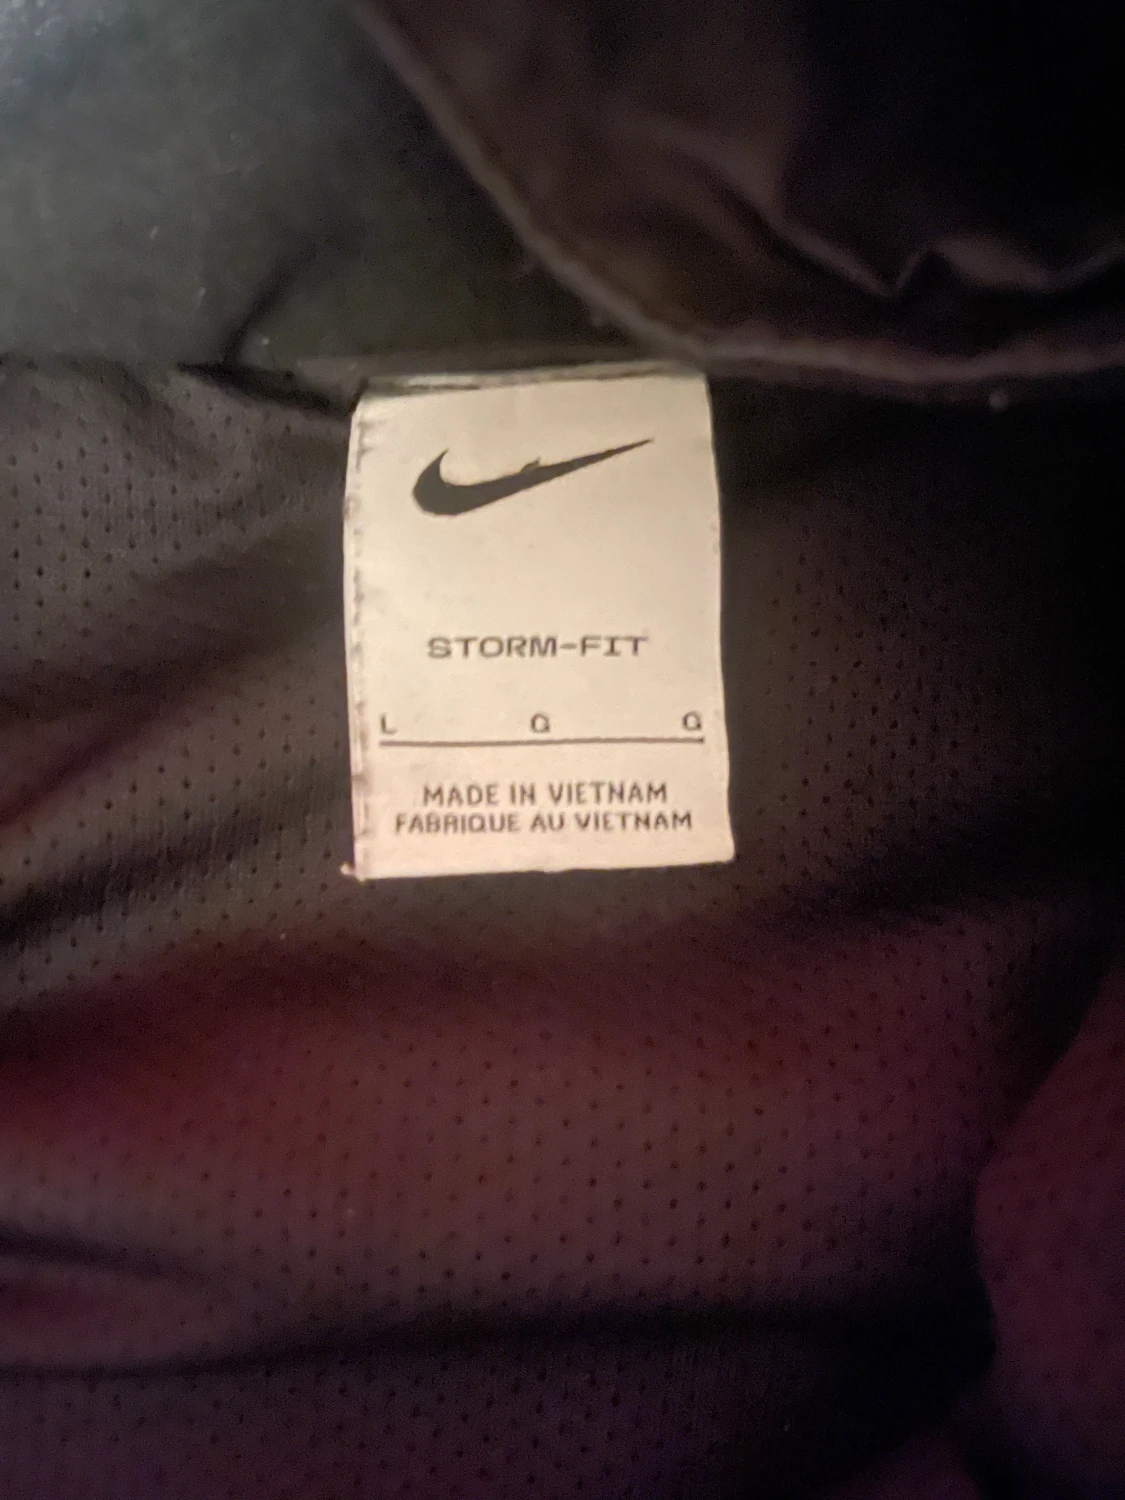 STORM-FIT
L G G
MADE IN VIETNAM
FABRIQUE AU VIETNAM